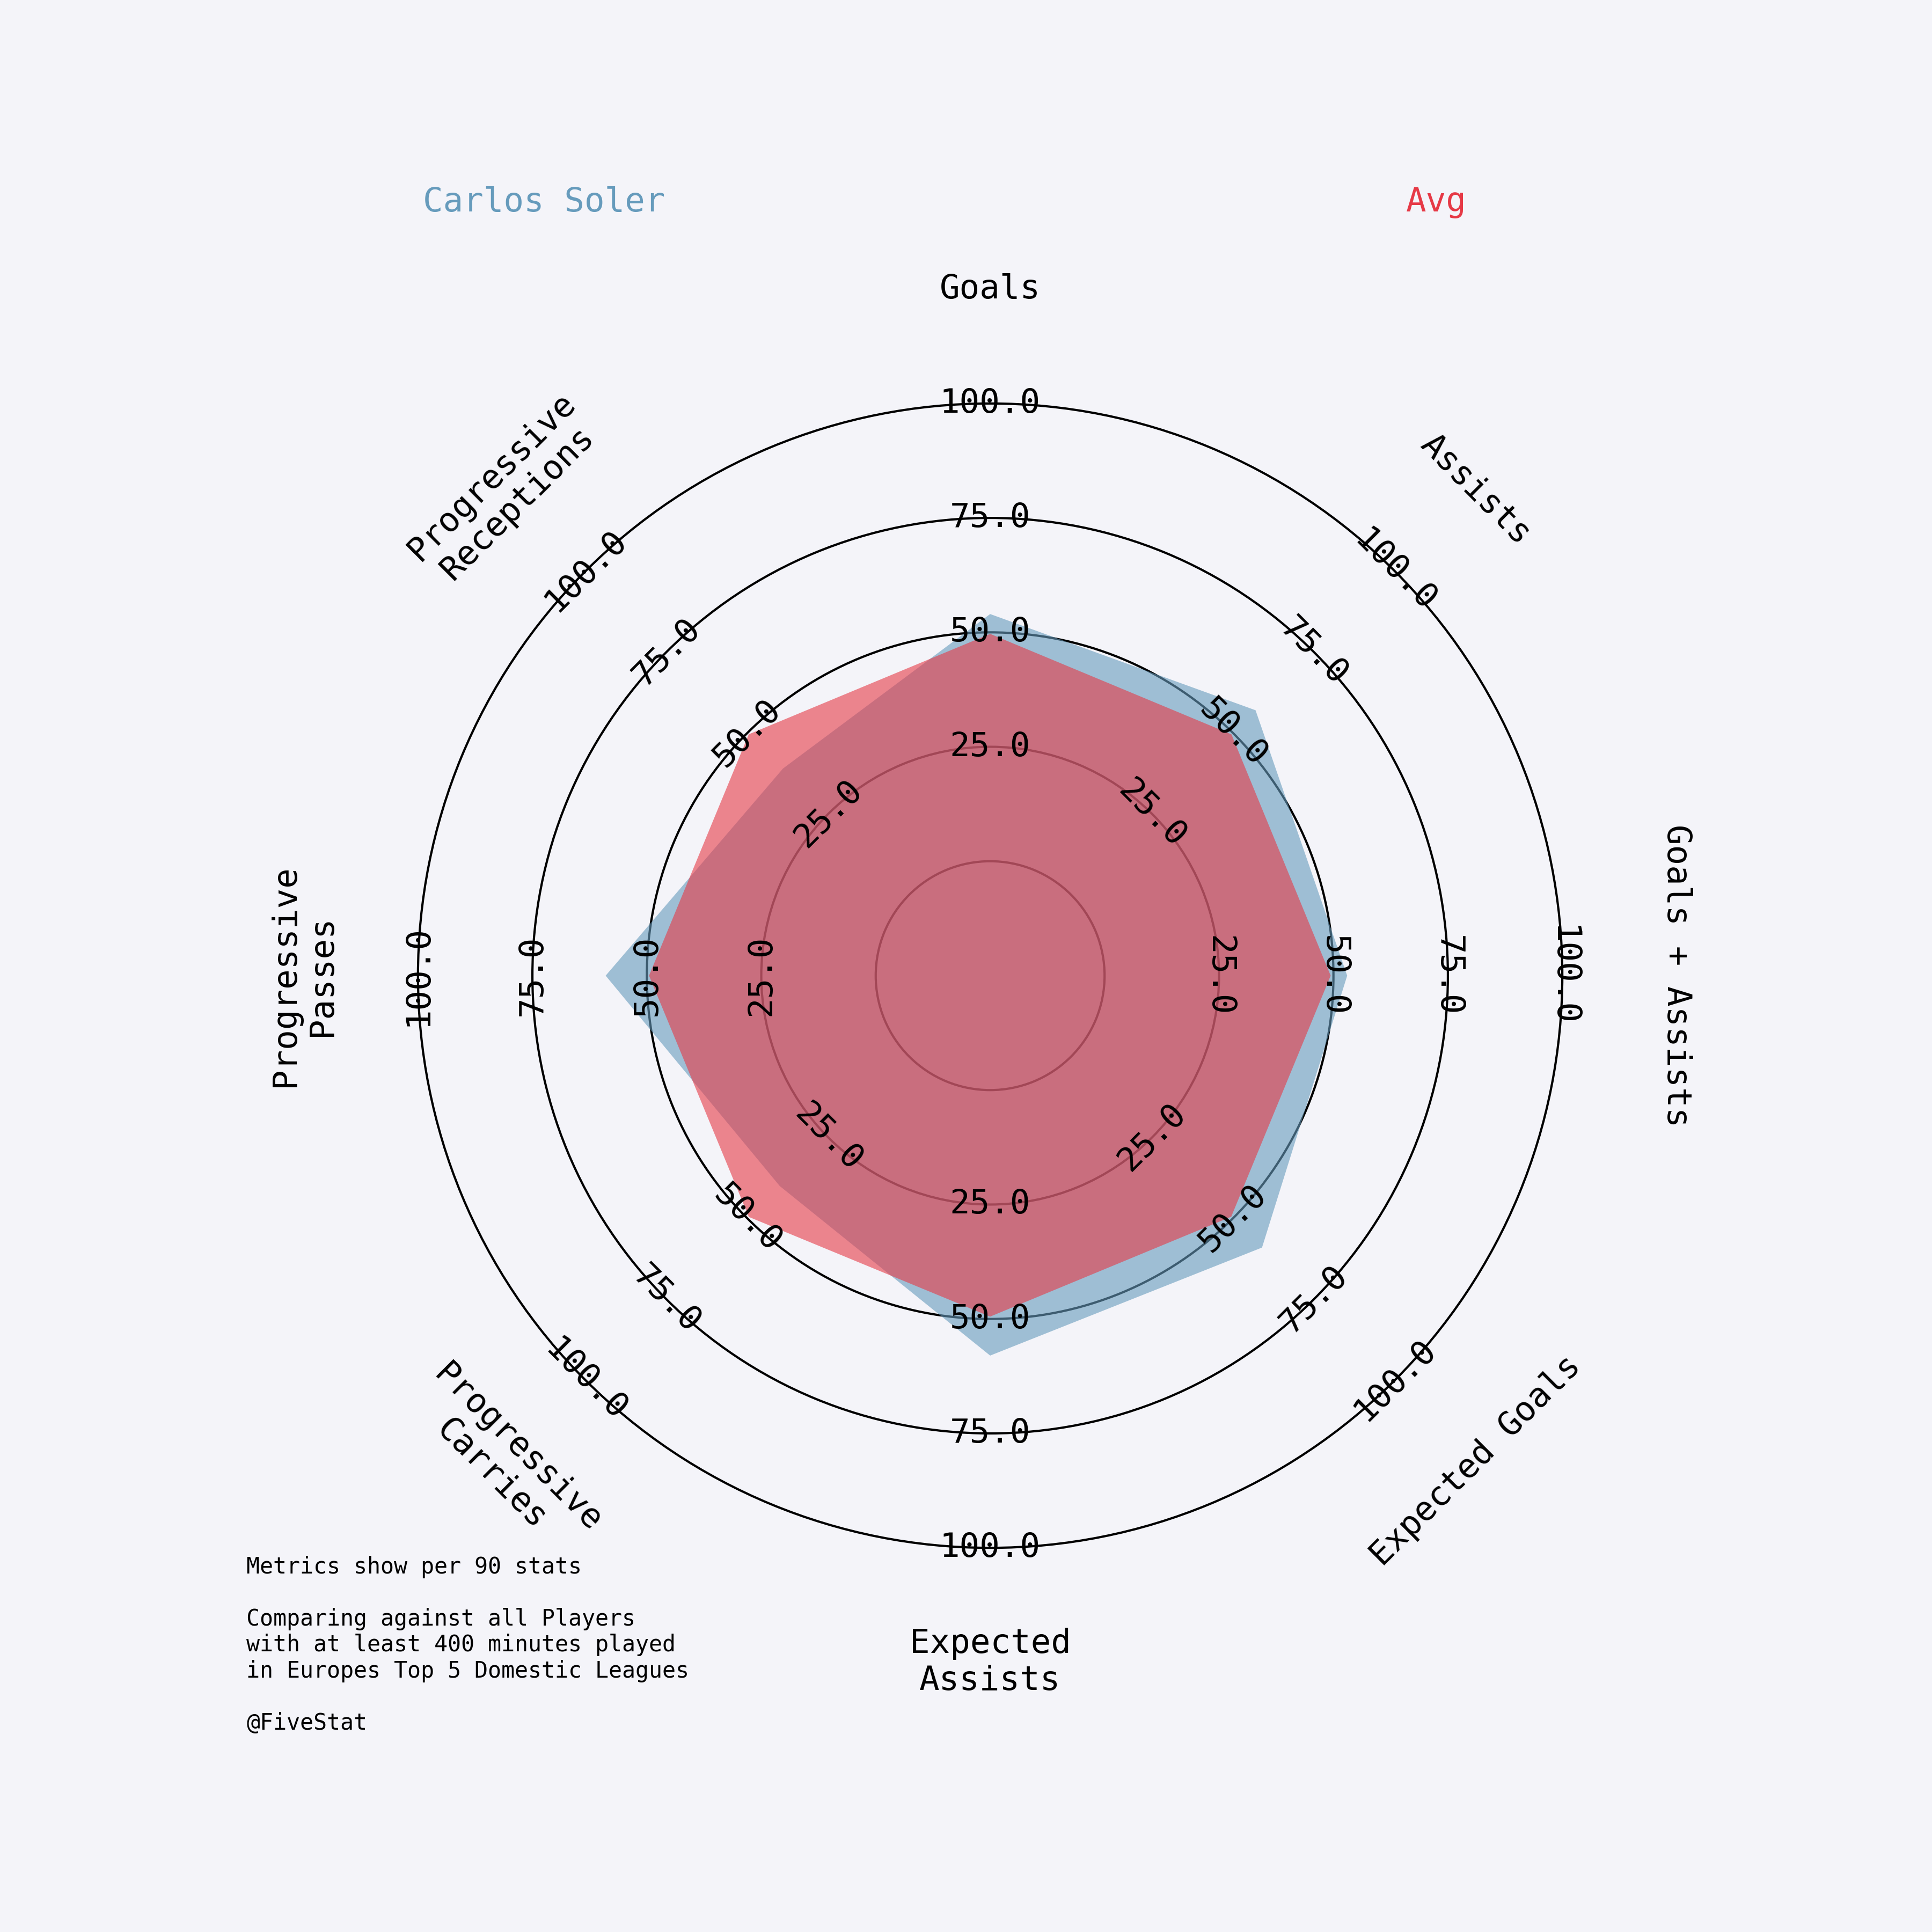 Carlos Soler
Avg
Goals
Assists
Goals + Assists
Expected Goals
Expected
Assists
Progressive
Carries
Progressive
Passes
Progressive
Receptions
25.0
50.0
75.0
100.0
25.0
50.0
75.0
100.0
25.0
50.0
75.0
100.0
25.0
50.0
75.0
100.0
25.0
50.0
75.0
100.0
25.0
50.0
75.0
100.0
25.0
50.0
75.0
100.0
25.0
50.0
75.0
100.0
Metrics show per 90 stats
Comparing against all Players
with at least 400 minutes played
in Europes Top 5 Domestic Leagues
@FiveStat